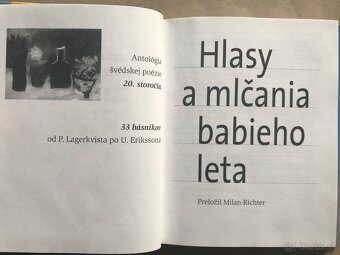 Antológia
švédskej poézie
20. storočia
33 básnikov
od P. Lagerkvista po U. Erikssona
Hlasy
a mlčania
babieho
leta
Preložil Milan Richter